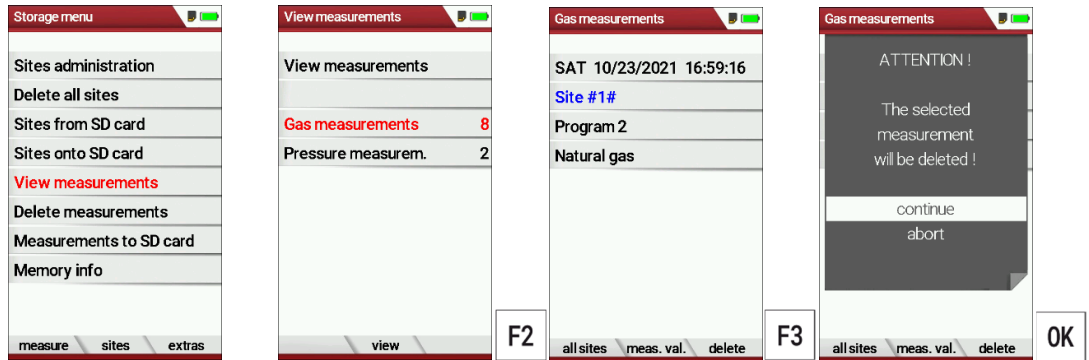 Storage menu
Sites administration
Delete all sites
Sites from SD card
Sites onto SD card
View measurements
Delete measurements
Measurements to SD card
Memory info
measure sites extras
View measurements
View measurements
Gas measurements 8
Pressure measurem. 2
view
F2
Gas measurements
SAT 10/23/2021 16:59:16
Site #1#
Program 2
Natural gas
all sites meas. val. delete
F3
Gas measurements
ATTENTION !
The selected
measurement
will be deleted !
continue
abort
all sites meas. val. delete
OK